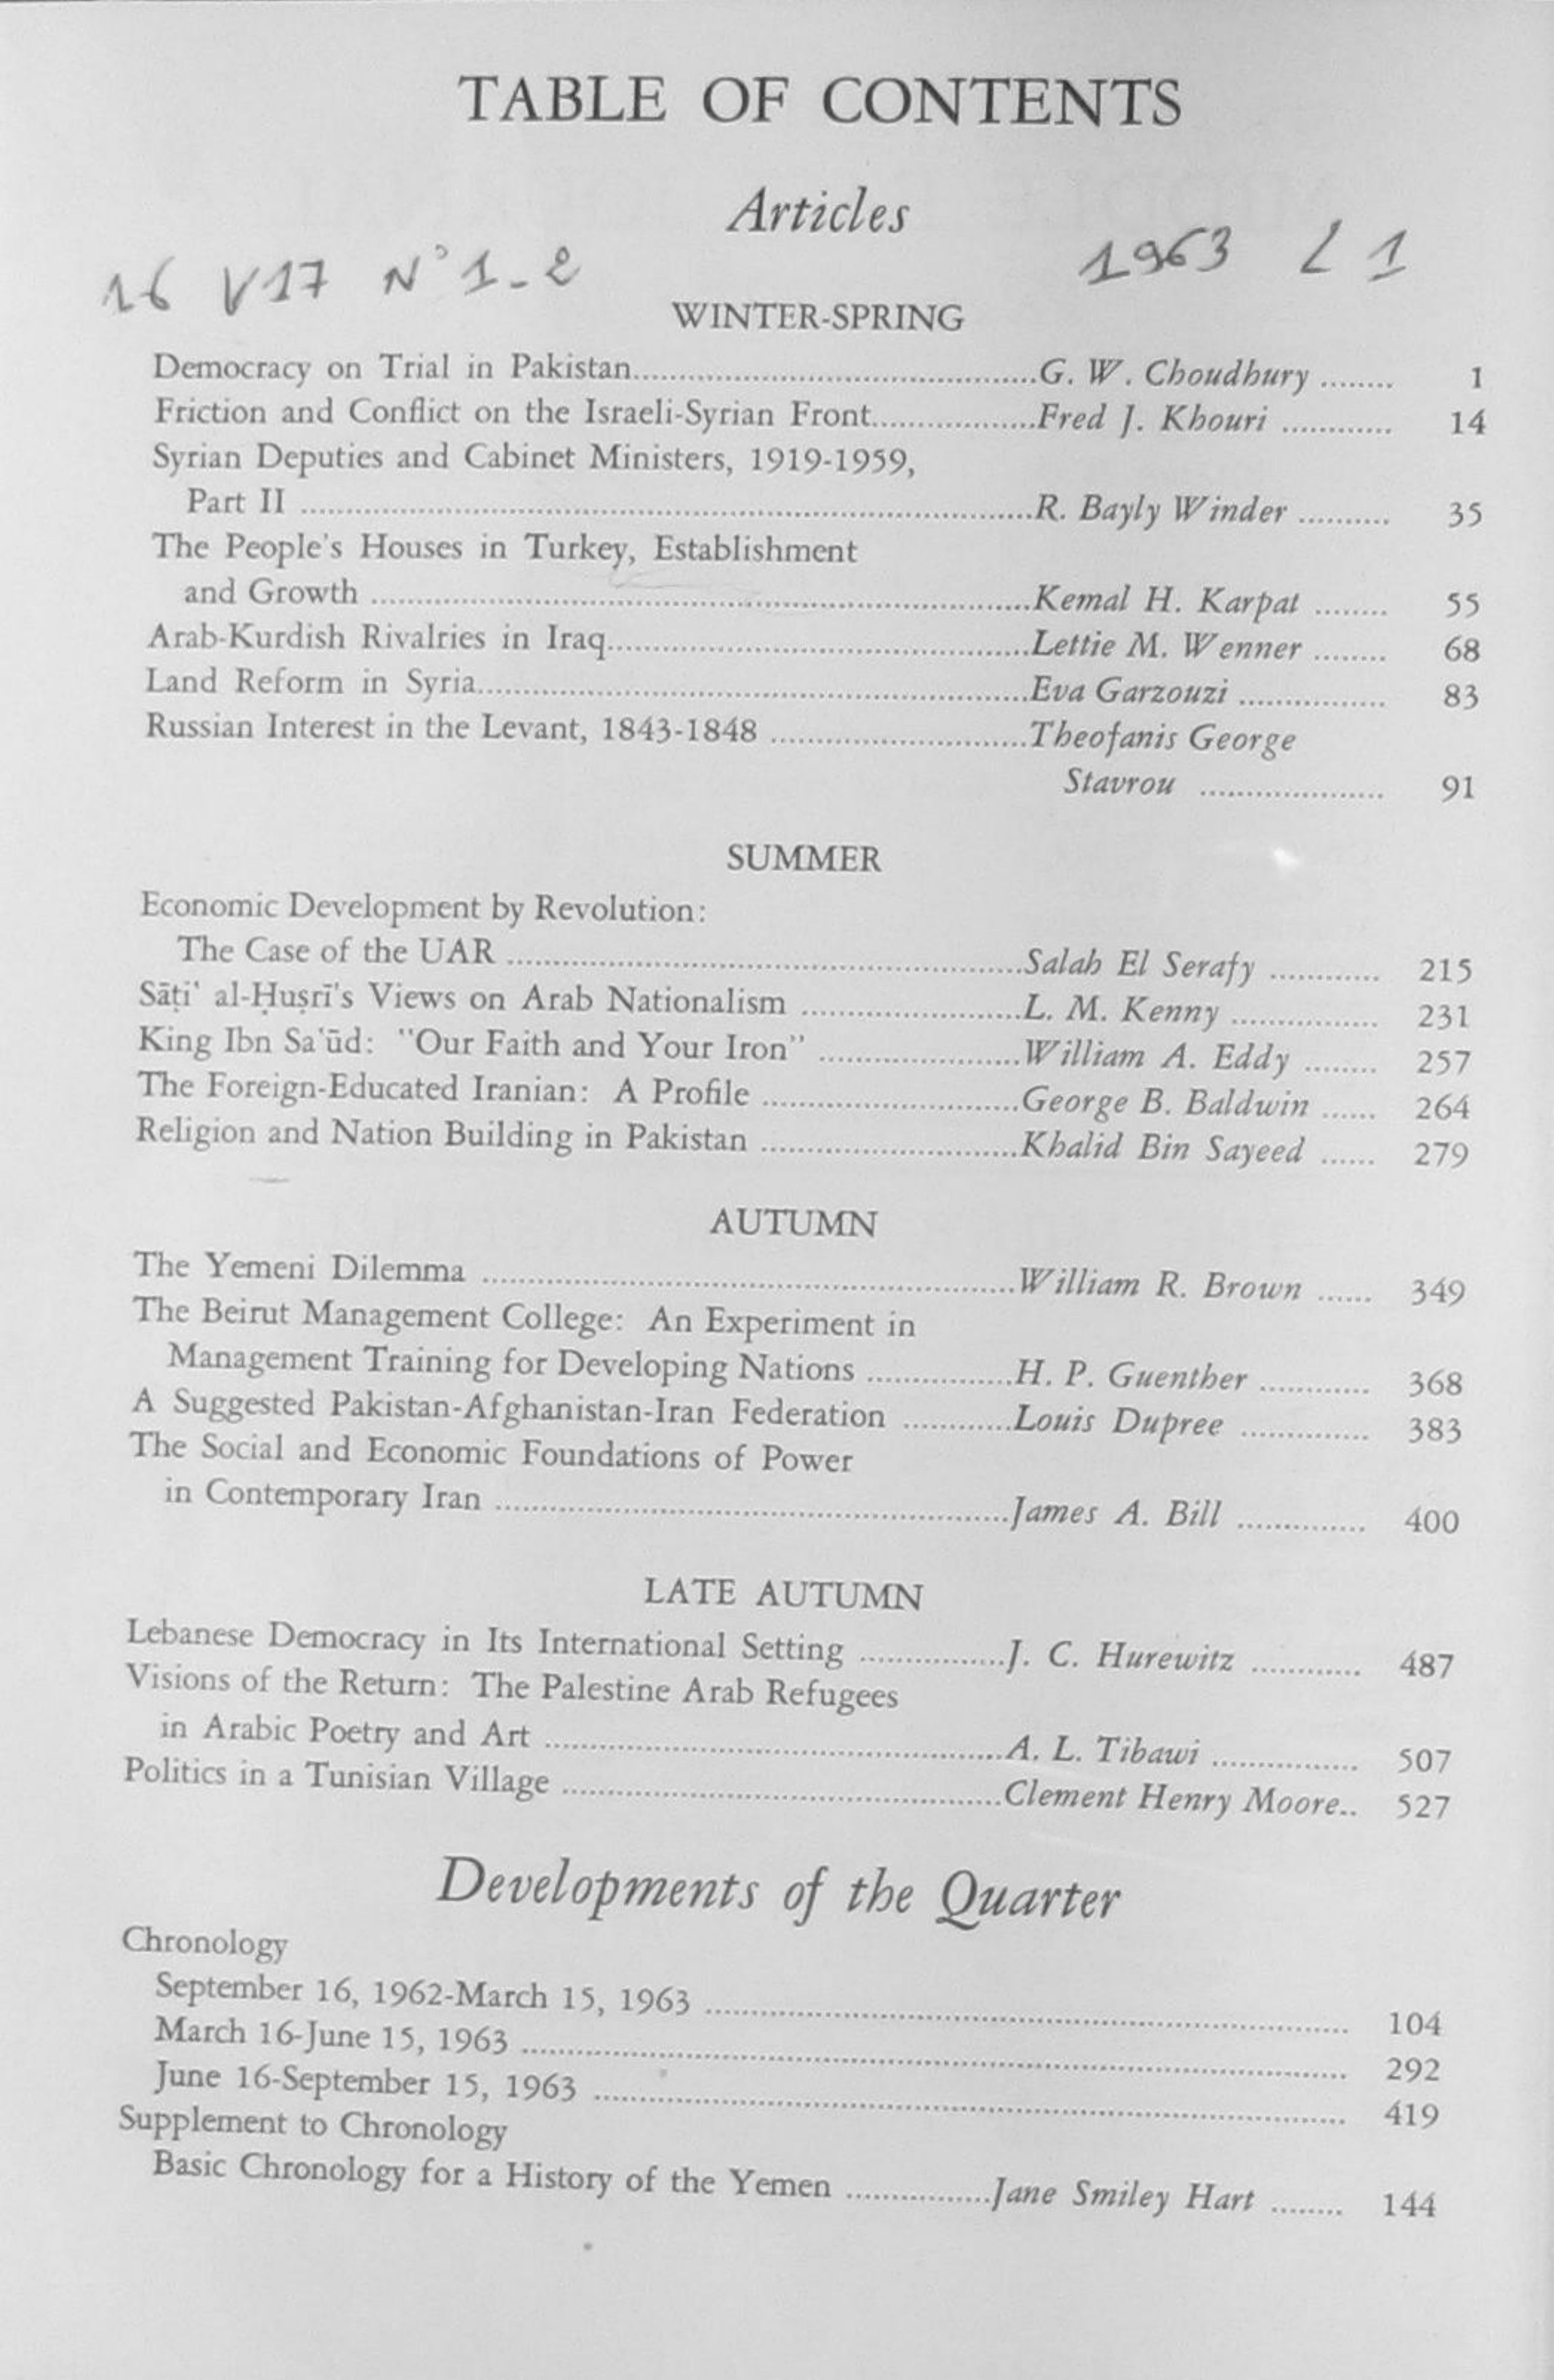 TABLE OF CONTENTS
Articles
16 V17 N°1-2 1963 L 1
WINTER-SPRING
Democracy on Trial in Pakistan............G. W. Choudhury ........ 1
Friction and Conflict on the Israeli-Syrian Front............Fred J. Khouri ............ 14
Syrian Deputies and Cabinet Ministers, 1919-1959,
Part II ............R. Bayly Winder .......... 35
The People's Houses in Turkey, Establishment
and Growth ............Kemal H. Karpat ........ 55
Arab-Kurdish Rivalries in Iraq............Lettie M. Wenner ........ 68
Land Reform in Syria............Eva Garzouzi ................ 83
Russian Interest in the Levant, 1843-1848 ............Theofanis George
Stavrou .................... 91
SUMMER
Economic Development by Revolution:
The Case of the UAR ............Salah El Serafy ............ 215
Sāṭi' al-Ḥuṣrī's Views on Arab Nationalism ............L. M. Kenny ................ 231
King Ibn Sa'ūd: "Our Faith and Your Iron" ............William A. Eddy ........ 257
The Foreign-Educated Iranian: A Profile ............George B. Baldwin ...... 264
Religion and Nation Building in Pakistan ............Khalid Bin Sayeed ...... 279
AUTUMN
The Yemeni Dilemma ............William R. Brown ...... 349
The Beirut Management College: An Experiment in
Management Training for Developing Nations ............H. P. Guenther ............ 368
A Suggested Pakistan-Afghanistan-Iran Federation ............Louis Dupree .............. 383
The Social and Economic Foundations of Power
in Contemporary Iran ............James A. Bill .............. 400
LATE AUTUMN
Lebanese Democracy in Its International Setting ............J. C. Hurewitz ............ 487
Visions of the Return: The Palestine Arab Refugees
in Arabic Poetry and Art ............A. L. Tibawi ................ 507
Politics in a Tunisian Village ............Clement Henry Moore.. 527
Developments of the Quarter
Chronology
September 16, 1962-March 15, 1963 ............ 104
March 16-June 15, 1963 ............ 292
June 16-September 15, 1963 ............ 419
Supplement to Chronology
Basic Chronology for a History of the Yemen ............Jane Smiley Hart ........ 144